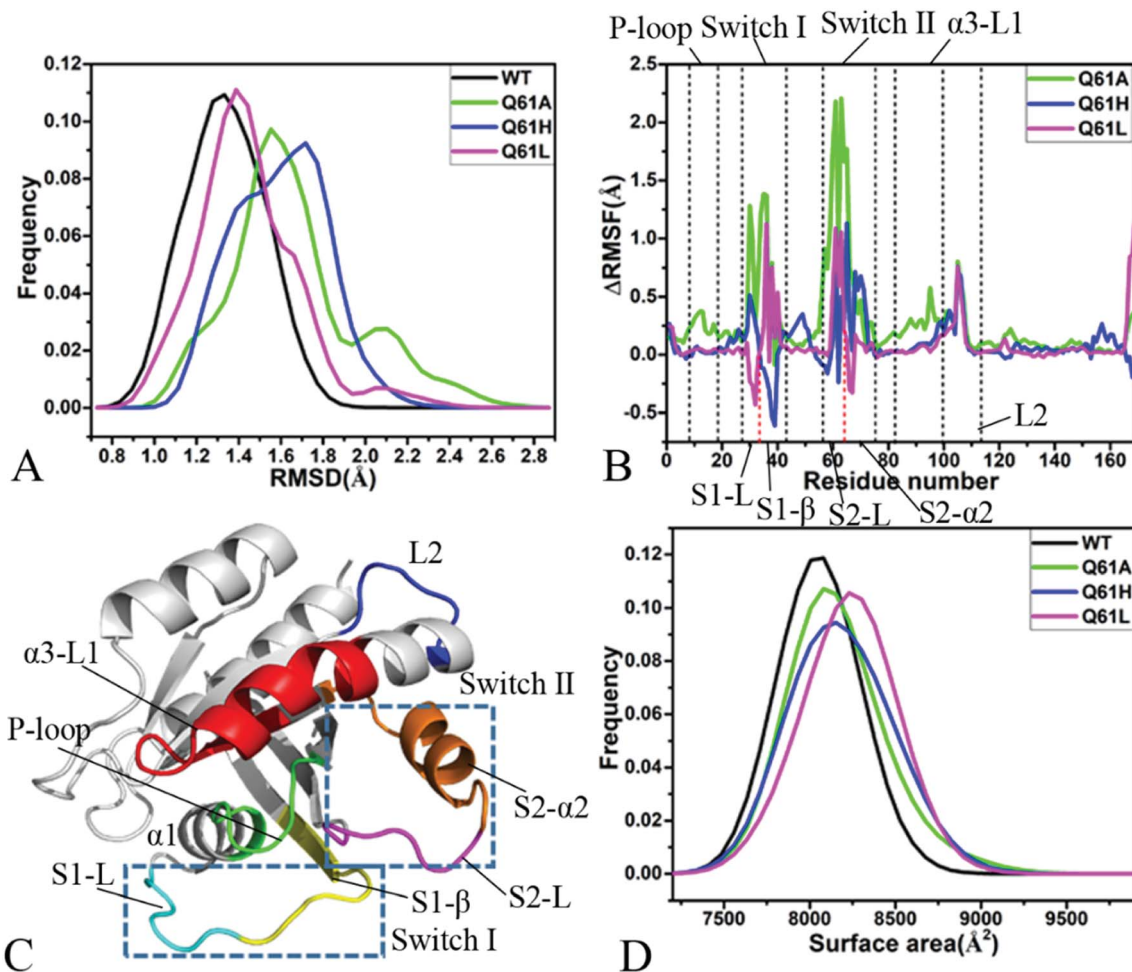 P-loop Switch I Switch II α3-L1
0.12
0.10
0.08
0.06
0.04
0.02
0.00
Frequency
WT
Q61A
Q61H
Q61L
0.8 1.0 1.2 1.4 1.6 1.8 2.0 2.2 2.4 2.6 2.8
RMSD(Å)
A
2.5
2.0
1.5
1.0
0.5
0.0
-0.5
ΔRMSF(Å)
Q61A
Q61H
Q61L
L2
0 20 40 60 80 100 120 140 160
Residue number
S1-L
S1-β
S2-L
S2-α2
B
L2
α3-L1
Switch II
P-loop
S2-α2
α1
S1-L
S1-β
S2-L
Switch I
C
0.12
0.10
0.08
0.06
0.04
0.02
0.00
Frequency
WT
Q61A
Q61H
Q61L
7500 8000 8500 9000 9500
Surface area(Å²)
D